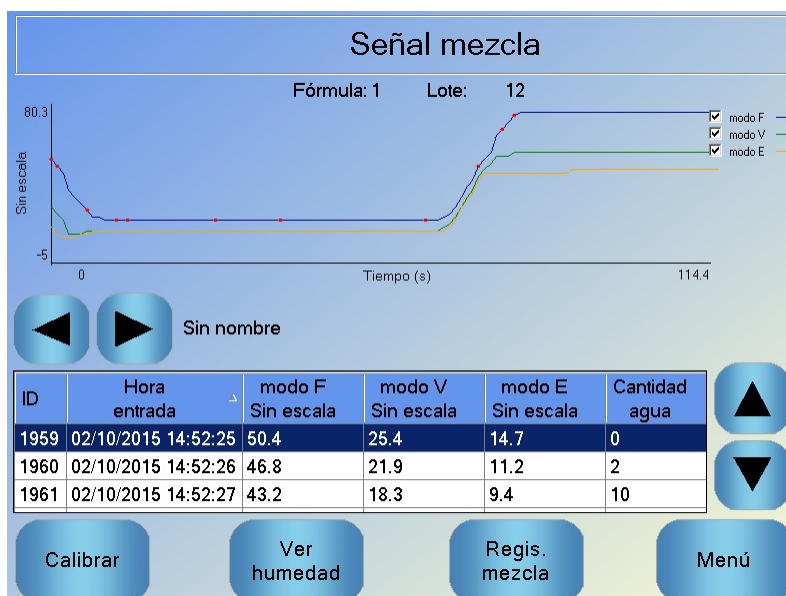 Señal mezcla
Fórmula: 1 Lote: 12
80.3
modo F
modo V
modo E
Sin escala
-5
0 Tiempo (s) 114.4
Sin nombre
ID Hora entrada modo F Sin escala modo V Sin escala modo E Sin escala Cantidad agua
1959 02/10/2015 14:52:25 50.4 25.4 14.7 0
1960 02/10/2015 14:52:26 46.8 21.9 11.2 2
1961 02/10/2015 14:52:27 43.2 18.3 9.4 10
Calibrar
Ver
humedad
Regis.
mezcla
Menú